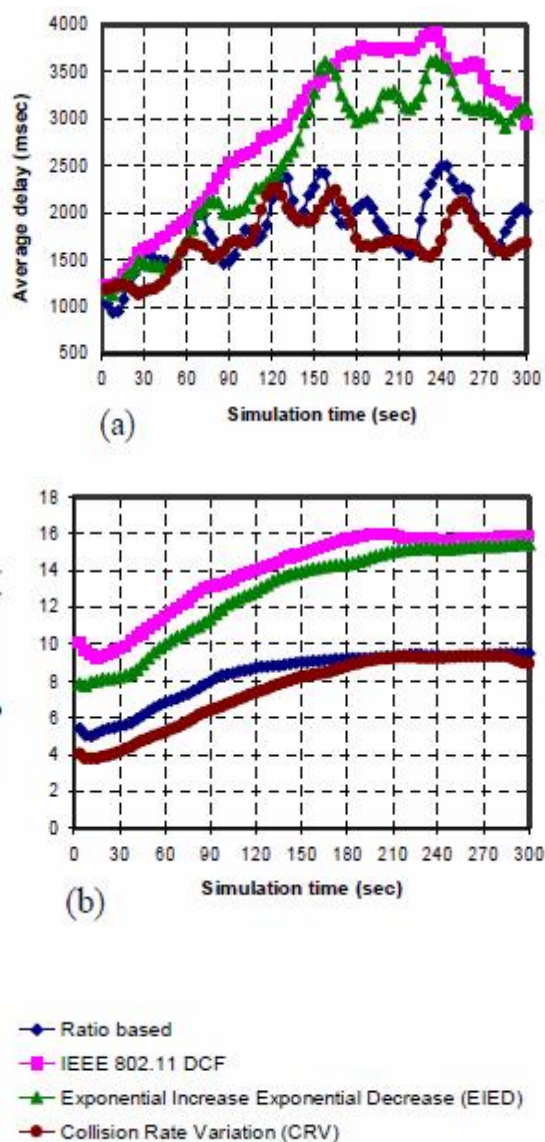 4000
3500
3000
2500
2000
1500
1000
500
Average delay (msec)
0 30 60 90 120 150 180 210 240 270 300
Simulation time (sec)
(a)
18
16
14
12
10
8
6
4
2
0
0 30 60 90 120 150 180 210 240 270 300
Simulation time (sec)
(b)
Ratio based
IEEE 802.11 DCF
Exponential Increase Exponential Decrease (EIED)
Collision Rate Variation (CRV)